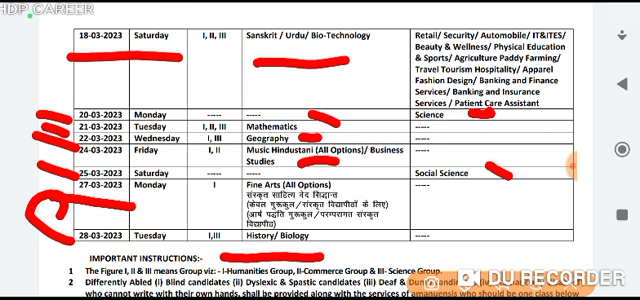 HDP CAREER
18-03-2023 Saturday I, II, III Sanskrit / Urdu / Bio-Technology Retail / Security / Automobile / IT&ITES /
Beauty & Wellness/ Physical Education
& Sports/ Agriculture Paddy Farming/
Travel Tourism Hospitality/ Apparel
Fashion Design/ Banking and Finance
Services/ Banking and Insurance
Services / Patient Care Assistant
20-03-2023 Monday ----- ----- Science
21-03-2023 Tuesday I, II, III Mathematics -----
22-03-2023 Wednesday I, III Geography -----
24-03-2023 Friday I, II Music Hindustani (All Options)/ Business -----
Studies
25-03-2023 Saturday ----- ----- Social Science
27-03-2023 Monday I Fine Arts (All Options) -----
संस्कृत साहित्य नेट सिद्धान्त
(केवल गुरूकुल/संस्कृत विद्यापीठों के लिए)
(आर्ष पद्धति गुरूकुल/परम्परागत संस्कृत
विद्यापीठ)
28-03-2023 Tuesday I,III History/ Biology -----
IMPORTANT INSTRUCTIONS:-
1 The Figure I, II & III means Group viz: - I-Humanities Group, II-Commerce Group & III- Science Group.
2 Differently Abled (i) Blind candidates (ii) Dyslexic & Spastic candidates (iii) Deaf &
who cannot write with their own hands, shall be provided along with the services of amanuensis who should be one class below
DU RECORDER